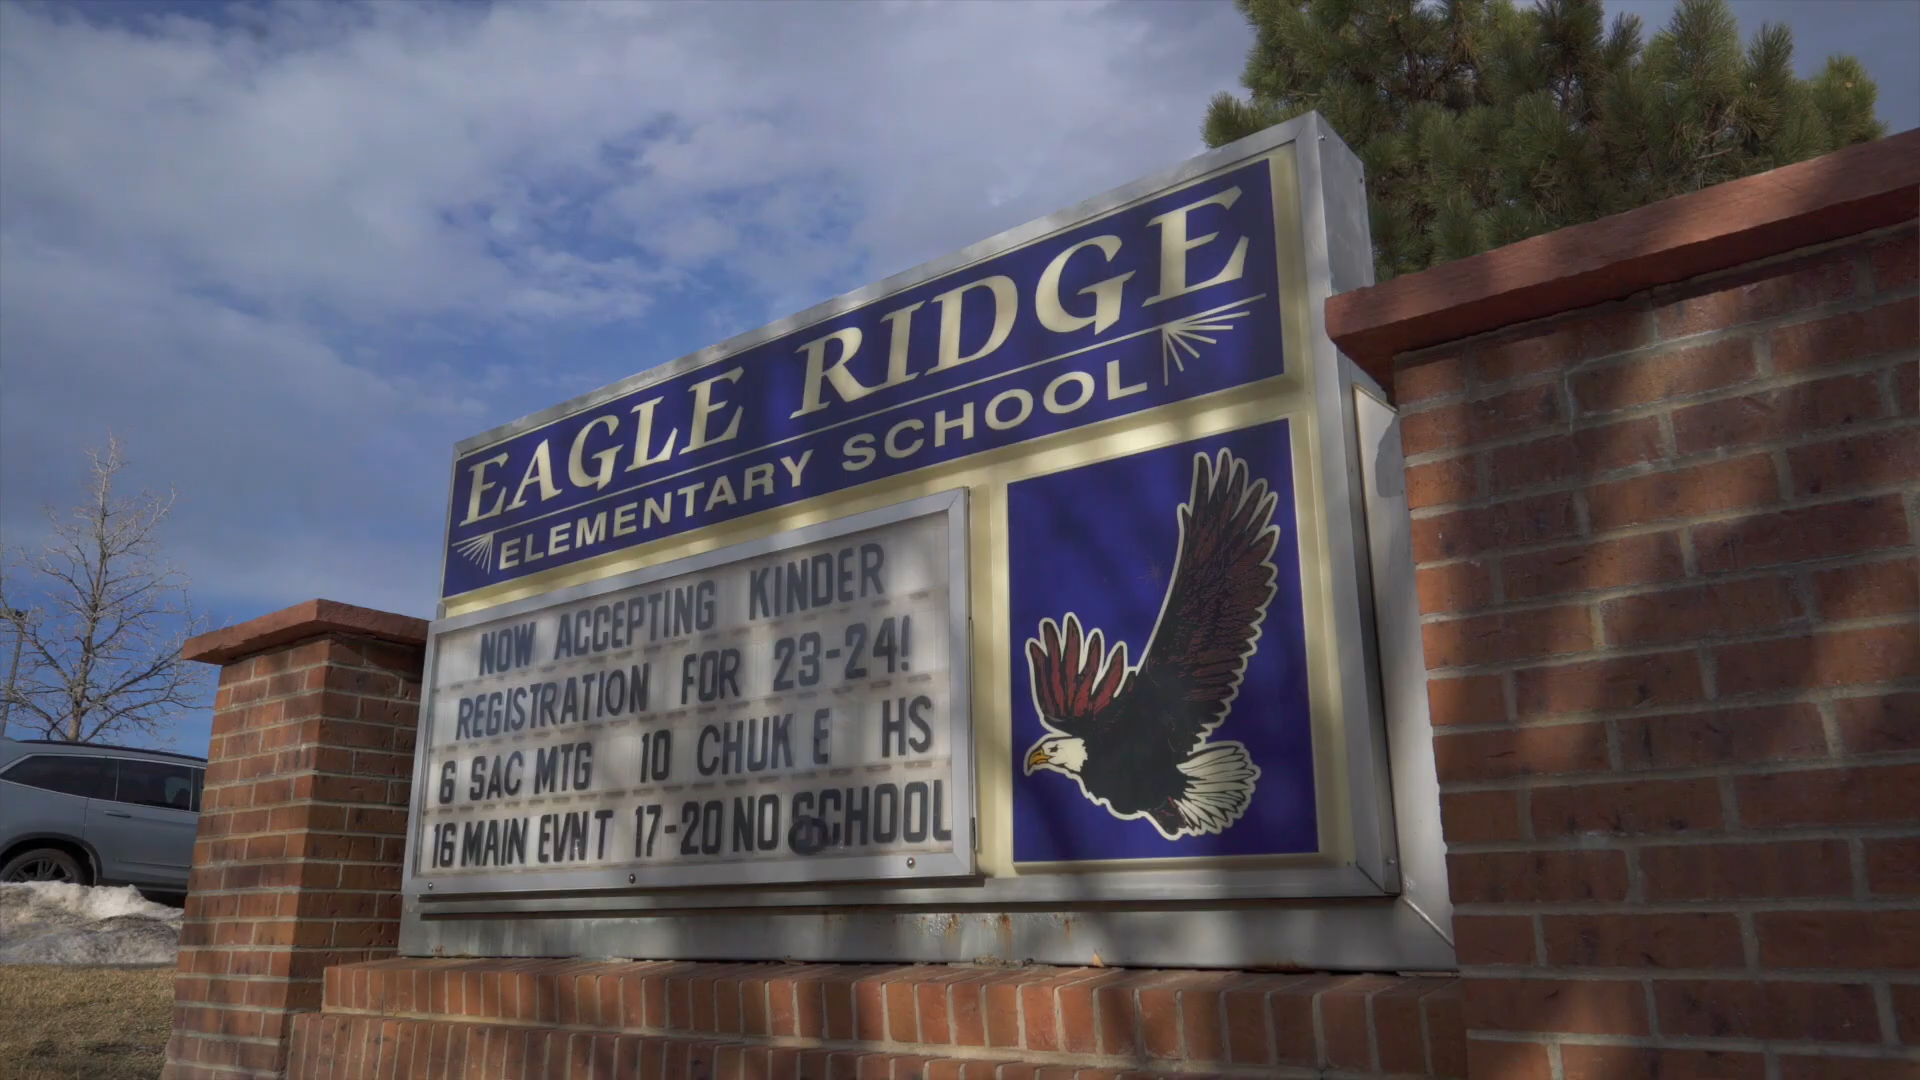 EAGLE RIDGE
ELEMENTARY SCHOOL
NOW ACCEPTING KINDER
REGISTRATION FOR 23-24!
6 SAC MTG 10 CHUK E HS
16 MAIN EVNT 17-20 NO SCHOOL